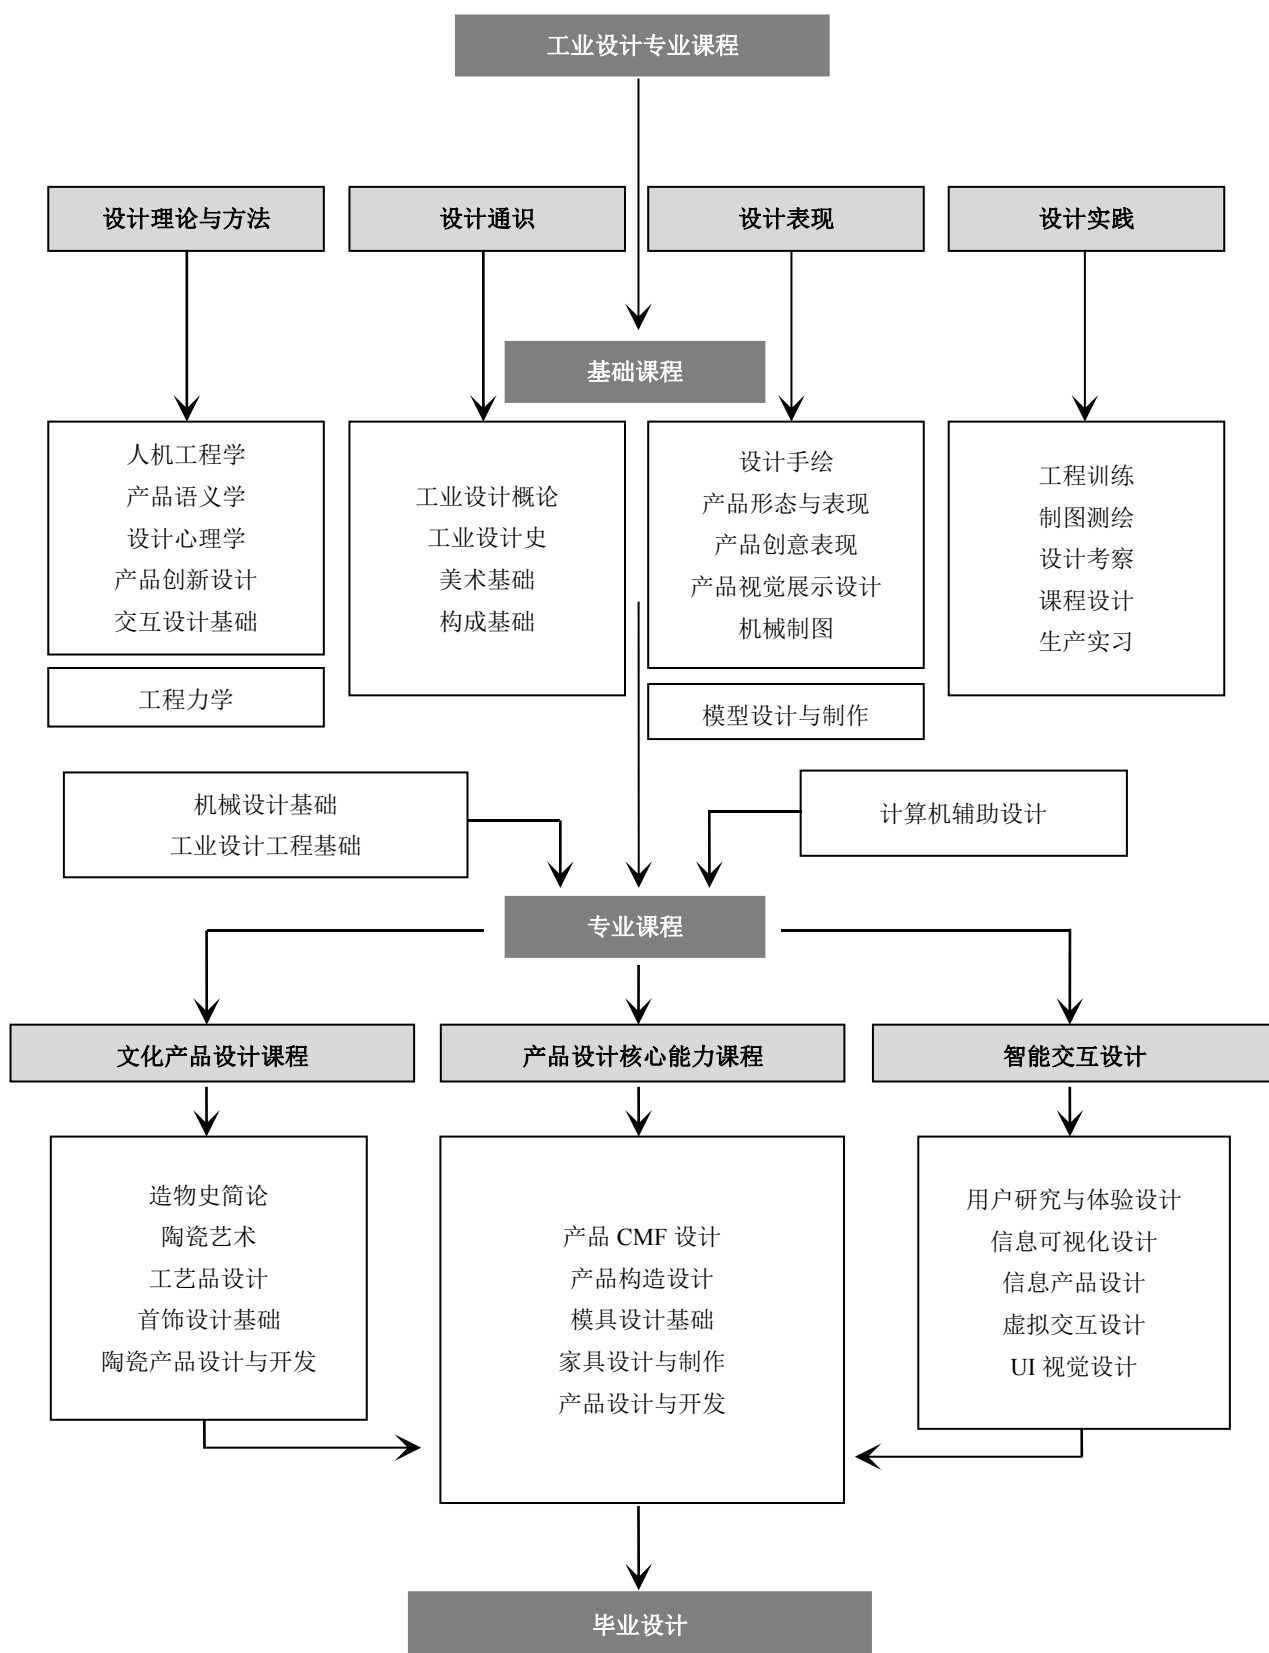 工业设计专业课程
设计理论与方法
设计通识
设计表现
设计实践
基础课程
人机工程学
产品语义学
设计心理学
产品创新设计
交互设计基础
工程力学
工业设计概论
工业设计史
美术基础
构成基础
设计手绘
产品形态与表现
产品创意表现
产品视觉展示设计
机械制图
模型设计与制作
工程训练
制图测绘
设计考察
课程设计
生产实习
机械设计基础
工业设计工程基础
计算机辅助设计
专业课程
文化产品设计课程
产品设计核心能力课程
智能交互设计
造物史简论
陶瓷艺术
工艺品设计
首饰设计基础
陶瓷产品设计与开发
产品 CMF 设计
产品构造设计
模具设计基础
家具设计与制作
产品设计与开发
用户研究与体验设计
信息可视化设计
信息产品设计
虚拟交互设计
UI 视觉设计
毕业设计